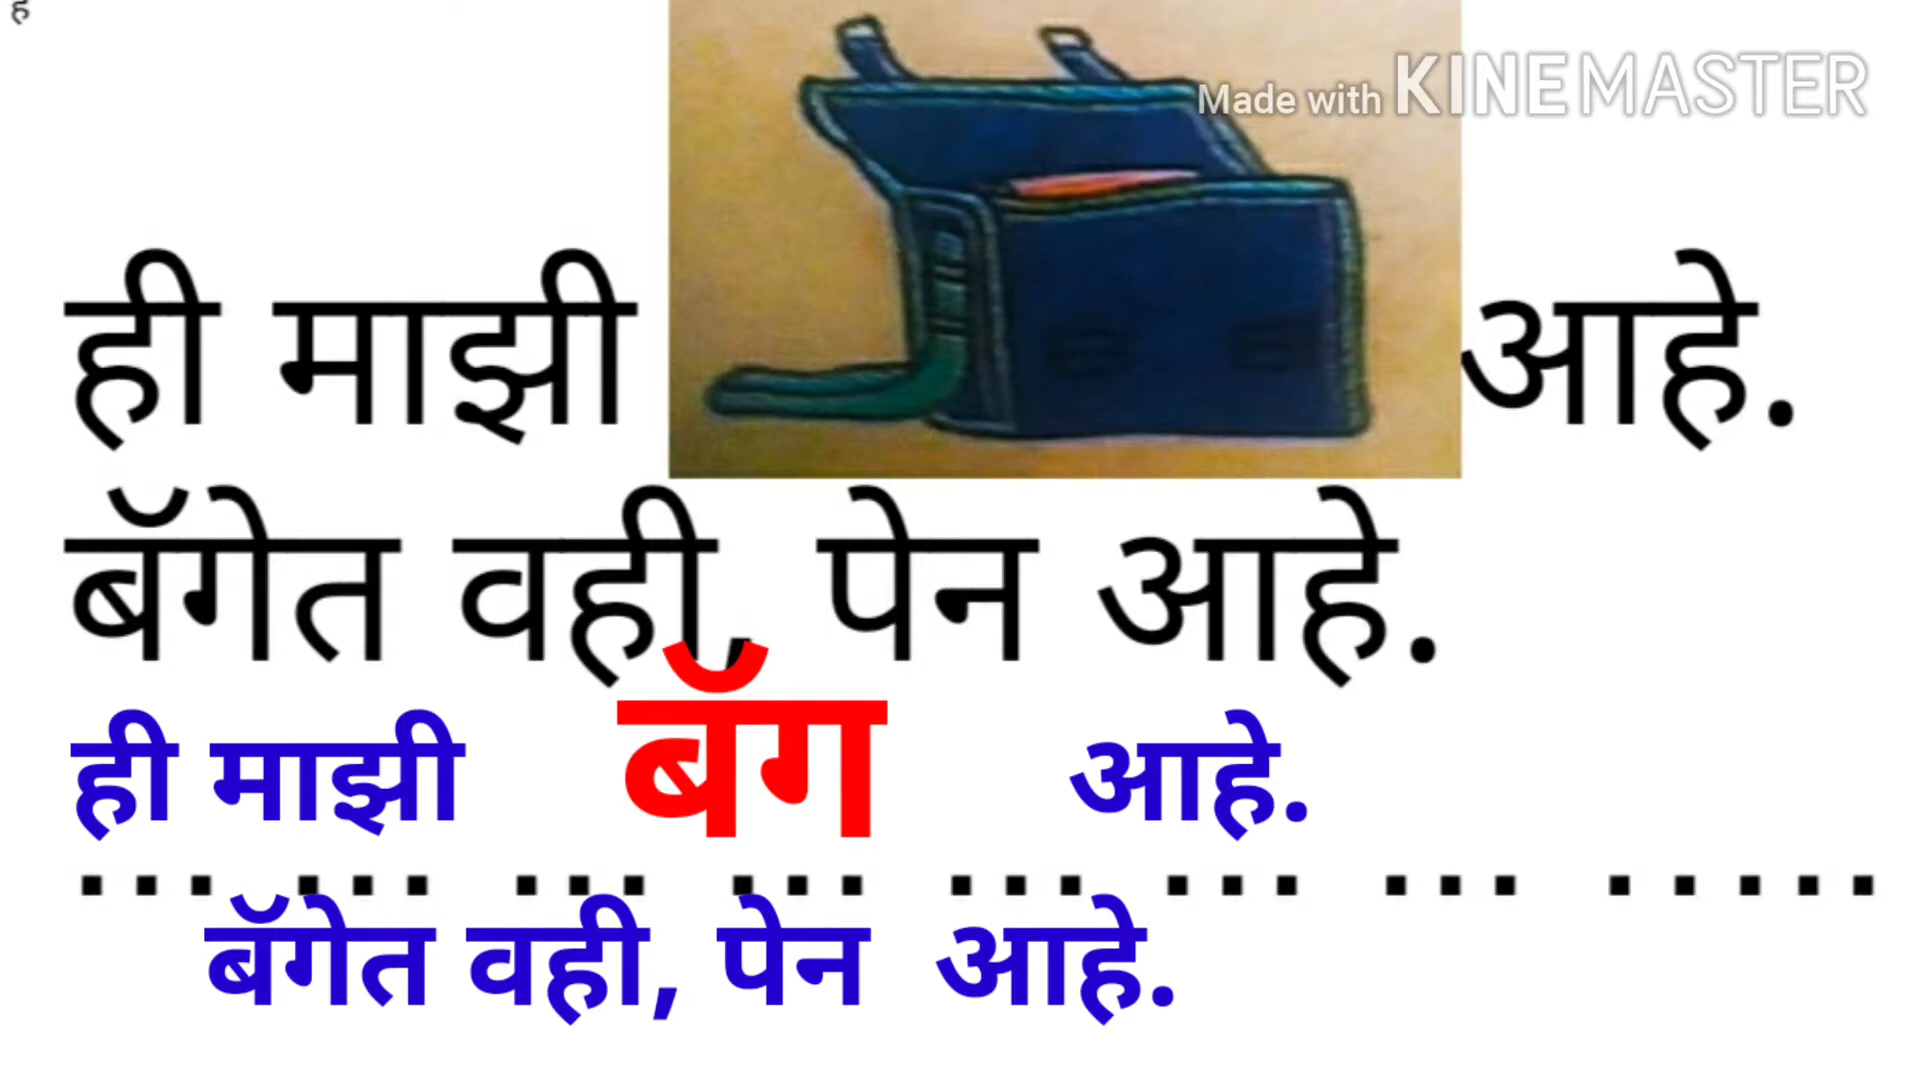 Made with KINEMASTER
ही माझी आहे.
बॅगेत वही, पेन आहे.
ही माझी बॅग आहे.
... ... ... ... ... ... ... .....
बॅगेत वही, पेन आहे.